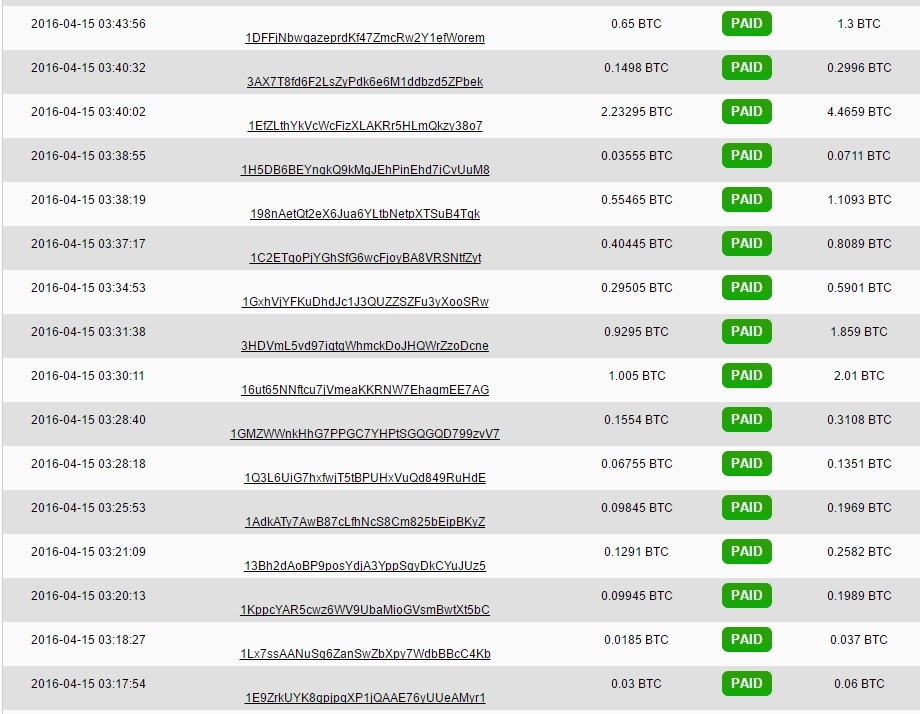 2016-04-15 03:43:56 0.65 BTC PAID 1.3 BTC
1DFFjNbwqazeprdKf47ZmcRw2Y1efWorem
2016-04-15 03:40:32 0.1498 BTC PAID 0.2996 BTC
3AX7T8fd6F2LsZyPdk6e6M1ddbzd5ZPbek
2016-04-15 03:40:02 2.23295 BTC PAID 4.4659 BTC
1EfZLthYkVcWcFizXLAKRr5HLmQkzy38o7
2016-04-15 03:38:55 0.03555 BTC PAID 0.0711 BTC
1H5DB6BEYngkQ9kMgJEhPinEhd7iCvUuM8
2016-04-15 03:38:19 0.55465 BTC PAID 1.1093 BTC
198nAetQt2eX6Jua6YLtbNetpXTSuB4Tqk
2016-04-15 03:37:17 0.40445 BTC PAID 0.8089 BTC
1C2ETqoPjYGhSfG6wcFjoyBA8VRSNtfZyt
2016-04-15 03:34:53 0.29505 BTC PAID 0.5901 BTC
1GxhVjYFKuDhdJc1J3QUZZSZFu3yXooSRw
2016-04-15 03:31:38 0.9295 BTC PAID 1.859 BTC
3HDVmL5vd97iqtqWhmckDoJHQWrZzoDcne
2016-04-15 03:30:11 1.005 BTC PAID 2.01 BTC
16ut65NNftcu7jVmeaKKRNW7EhagmEE7AG
2016-04-15 03:28:40 0.1554 BTC PAID 0.3108 BTC
1GMZWWnkHhG7PPGC7YHPtSGQGQD799zvV7
2016-04-15 03:28:18 0.06755 BTC PAID 0.1351 BTC
1Q3L6UiG7hxfwjT5tBPUHxVuQd849RuHdE
2016-04-15 03:25:53 0.09845 BTC PAID 0.1969 BTC
1AdkATy7AwB87cLfhNcS8Cm825bEipBKyZ
2016-04-15 03:21:09 0.1291 BTC PAID 0.2582 BTC
13Bh2dAoBP9posYdjA3YppSqyDkCYuJUz5
2016-04-15 03:20:13 0.09945 BTC PAID 0.1989 BTC
1KppcYAR5cwz6WV9UbaMioGVsmBwtXt5bC
2016-04-15 03:18:27 0.0185 BTC PAID 0.037 BTC
1Lx7ssAANuSq6ZanSwZbXpy7WdbBBcC4Kb
2016-04-15 03:17:54 0.03 BTC PAID 0.06 BTC
1E9ZrkUYK8qpjpqXP1jQAAE76yUUeAMyr1